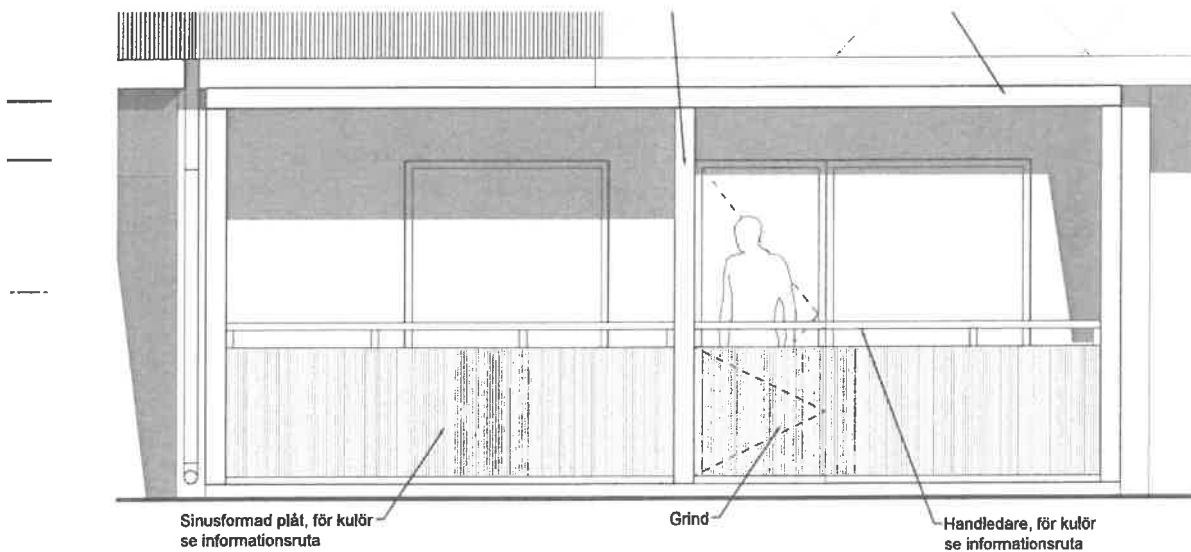 Sinusformad plåt, för kulör
se informationsruta
Grind
Handledare, för kulör
se informationsruta